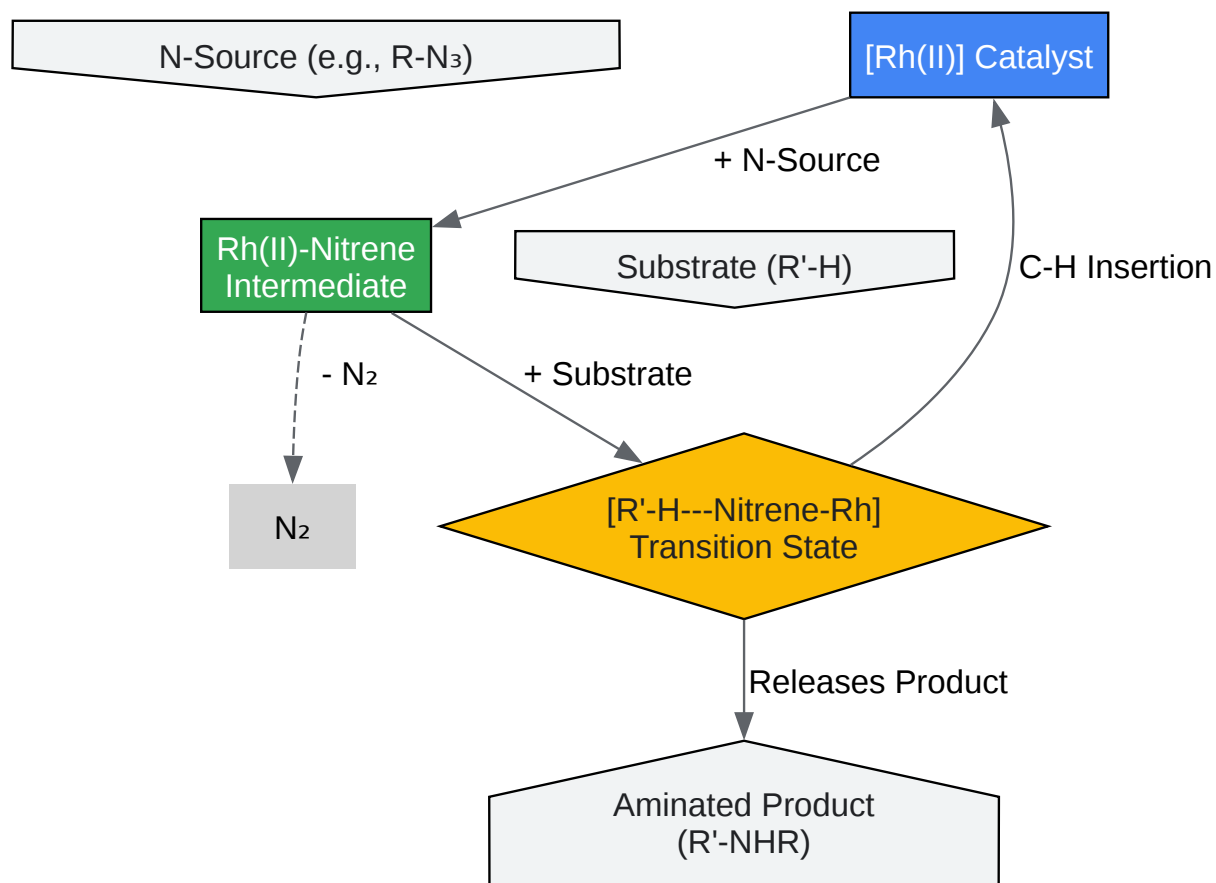 N-Source (e.g., R-N₃)
[Rh(II)] Catalyst
+ N-Source
Rh(II)-Nitrene
Intermediate
Substrate (R'-H)
C-H Insertion
- N₂
+ Substrate
N₂
[R'-H---Nitrene-Rh]
Transition State
Releases Product
Aminated Product
(R'-NHR)